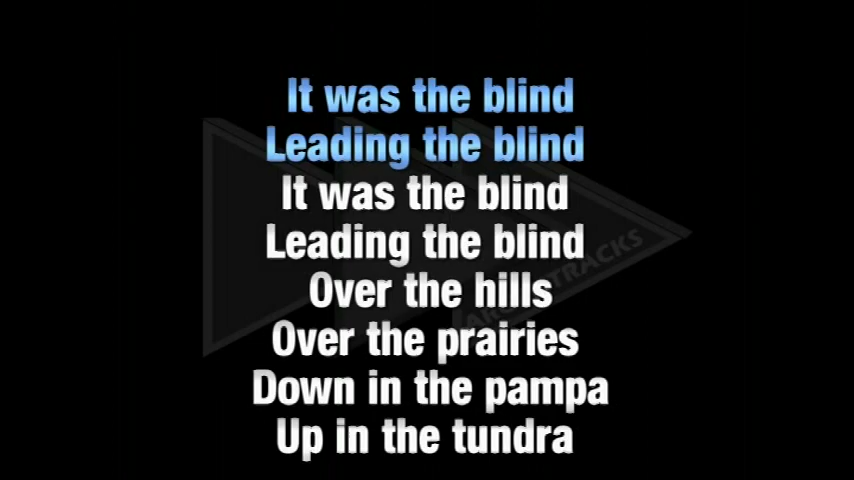 It was the blind
Leading the blind
It was the blind
Leading the blind
Over the hills
Over the prairies
Down in the pampa
Up in the tundra
TRACKS